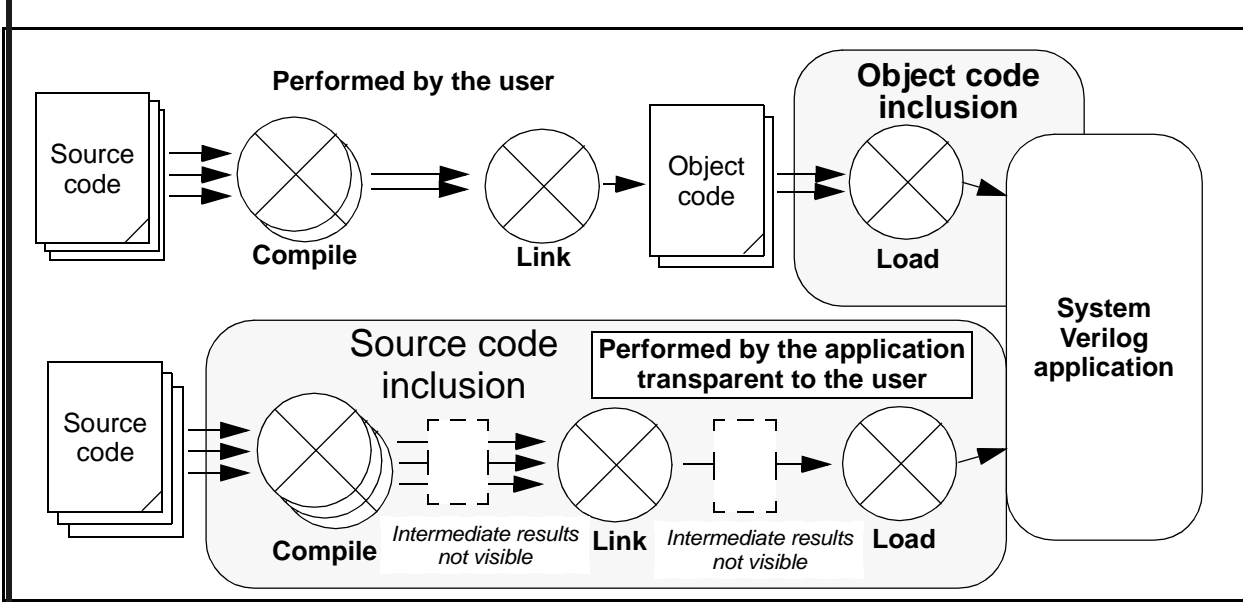 Performed by the user
Source
code
Compile
Link
Object
code
Object code
inclusion
Load
System
Verilog
application
Source code
inclusion
Performed by the application
transparent to the user
Source
code
Compile
Intermediate results
not visible
Link
Intermediate results
not visible
Load